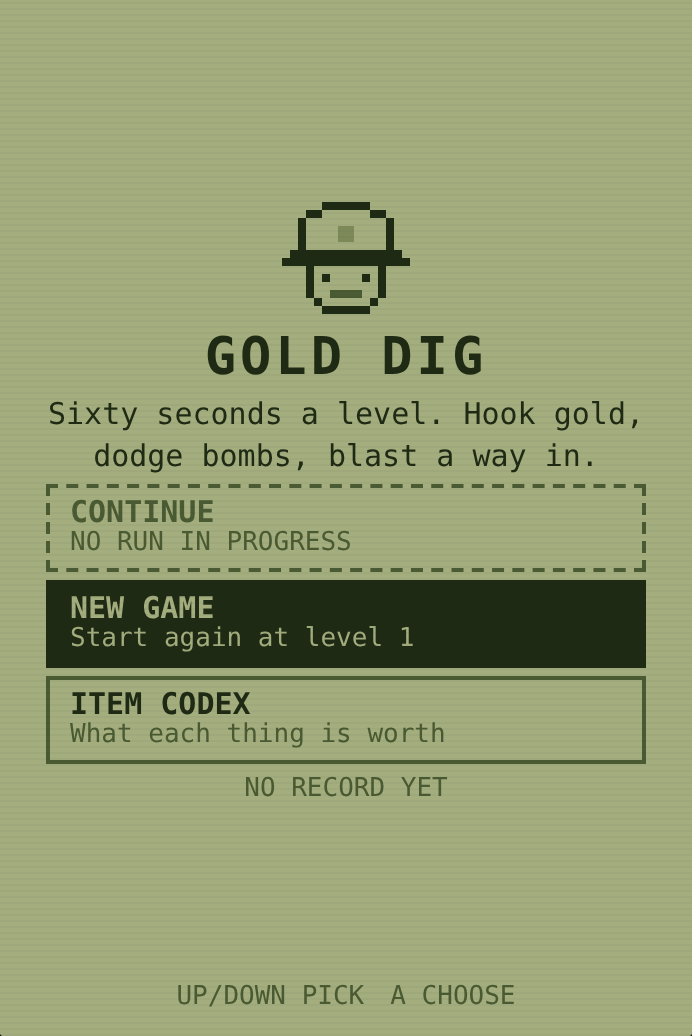 GOLD DIG
Sixty seconds a level. Hook gold,
dodge bombs, blast a way in.
CONTINUE
NO RUN IN PROGRESS
NEW GAME
Start again at level 1
ITEM CODEX
What each thing is worth
NO RECORD YET
UP/DOWN PICK  A CHOOSE